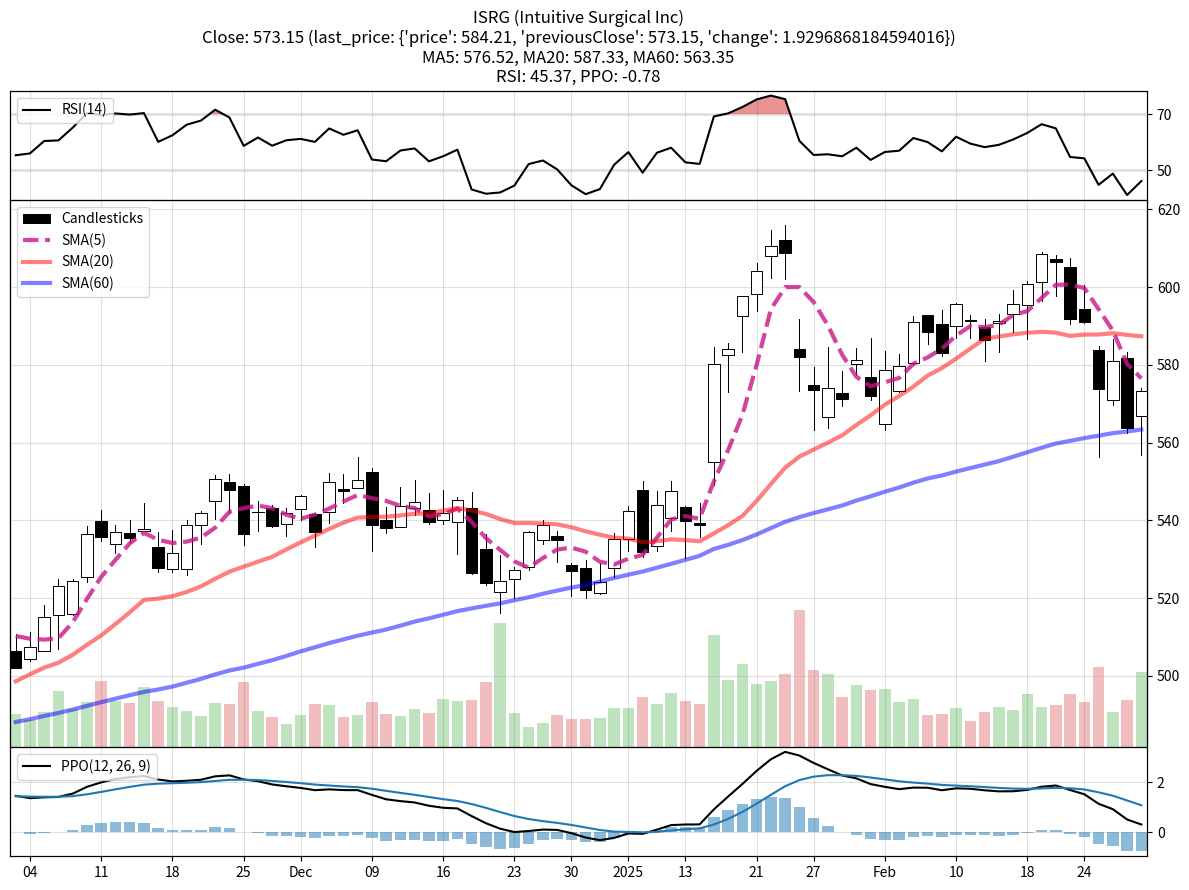 ISRG (Intuitive Surgical Inc)
Close: 573.15 (last_price: {'price': 584.21, 'previousClose': 573.15, 'change': 1.9296868184594016})
MA5: 576.52, MA20: 587.33, MA60: 563.35
RSI: 45.37, PPO: -0.78
RSI(14)
70
50
Candlesticks
SMA(5)
SMA(20)
SMA(60)
620
600
580
560
540
520
500
PPO(12, 26, 9)
2
0
04 11 18 25 Dec 09 16 23 30 2025 13 21 27 Feb 10 18 24